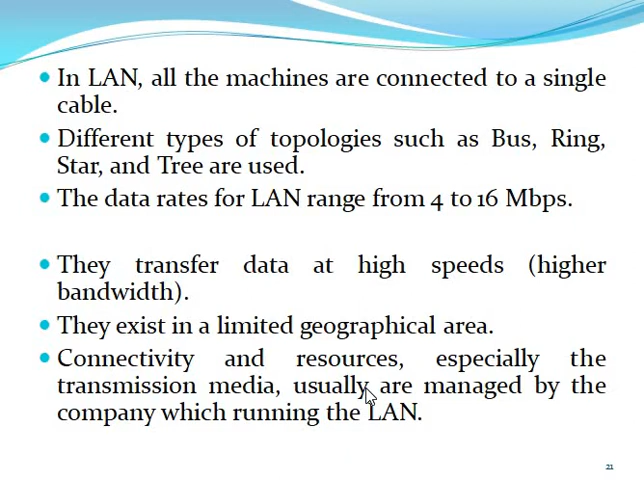 In LAN, all the machines are connected to a single
cable.
Different types of topologies such as Bus, Ring,
Star, and Tree are used.
The data rates for LAN range from 4 to 16 Mbps.
They transfer data at high speeds (higher
bandwidth).
They exist in a limited geographical area.
Connectivity and resources, especially the
transmission media, usually are managed by the
company which running the LAN.
21